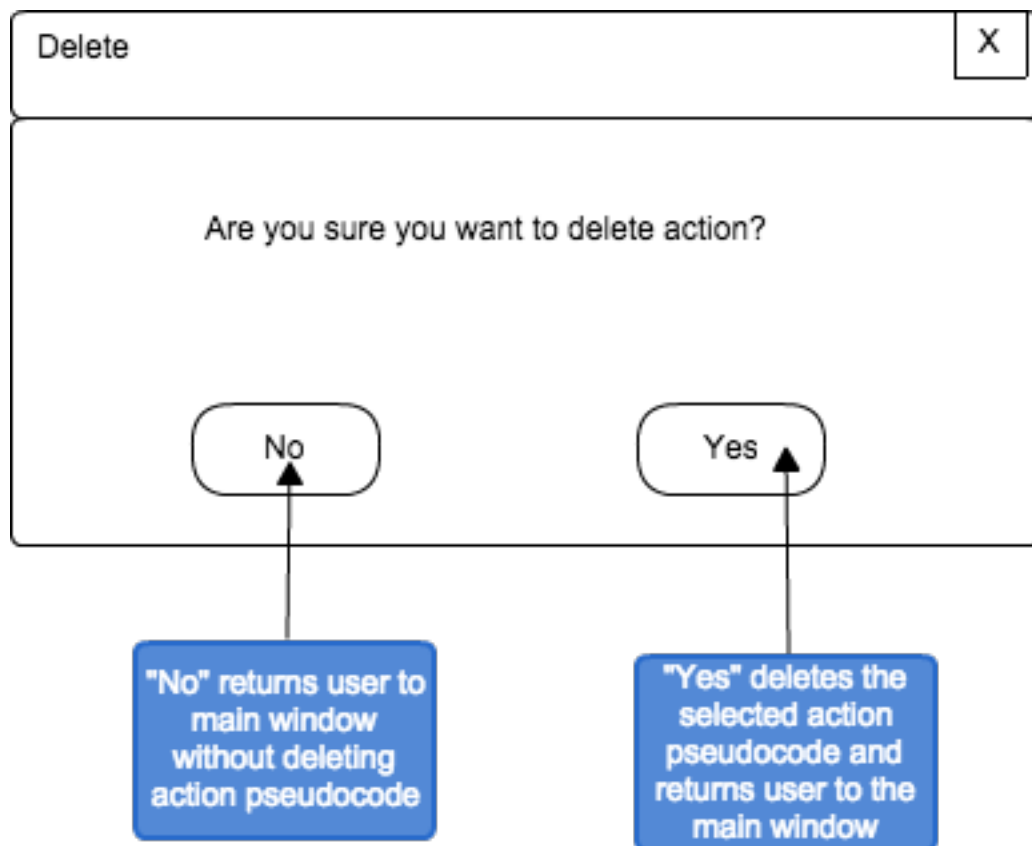 Delete
X
Are you sure you want to delete action?
No
Yes
"No" returns user to
main window
without deleting
action pseudocode
"Yes" deletes the
selected action
pseudocode and
returns user to the
main window